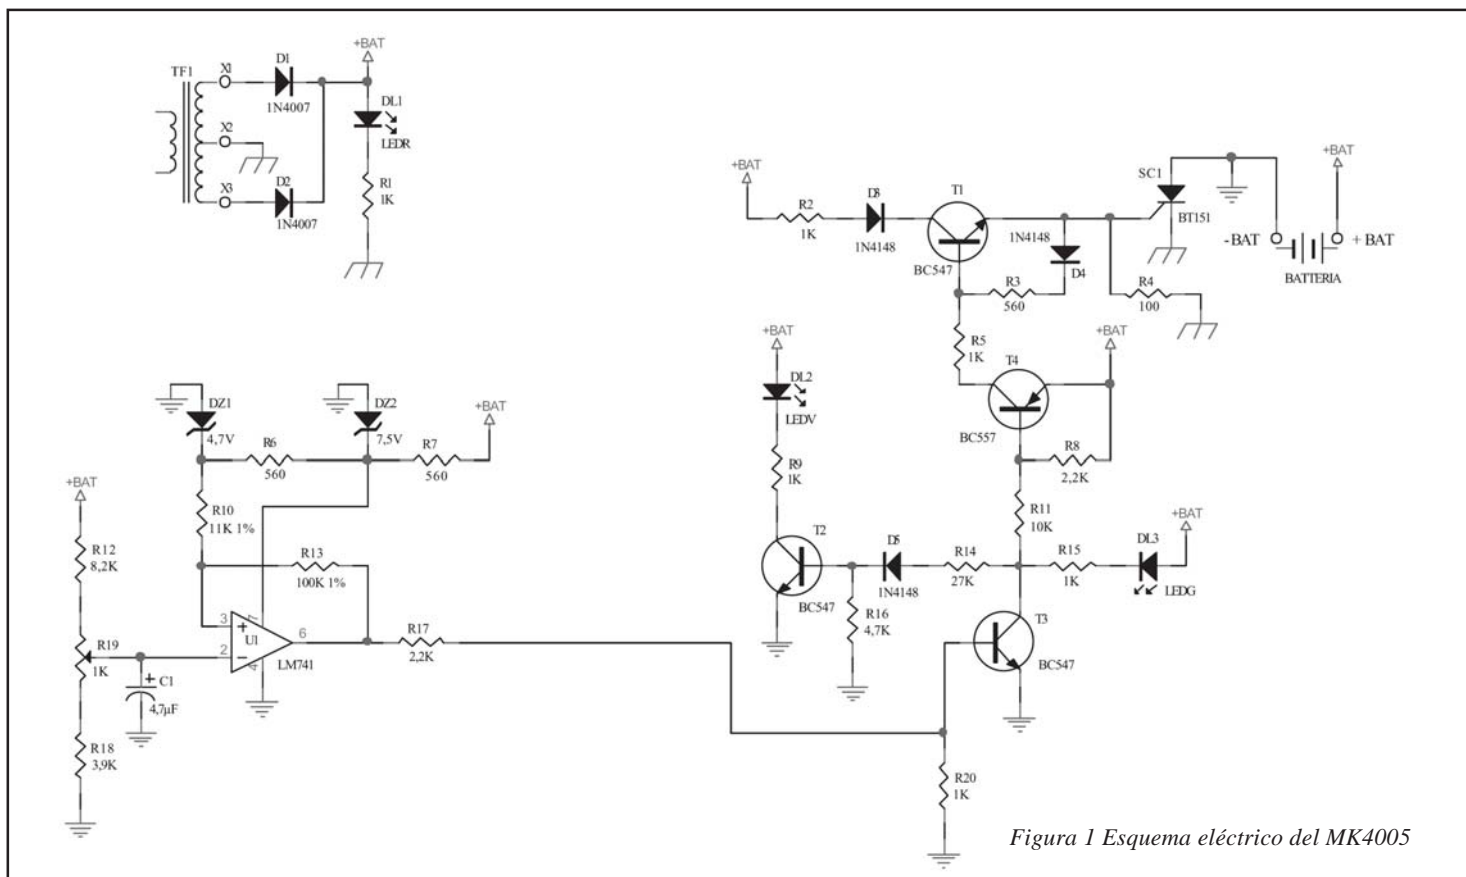 +BAT
TF1
X1
D1
1N4007
DL1
LEDR
X2
X3
D2
1N4007
R1
1K
+BAT
R2
1K
D3
1N4148
T1
BC547
1N4148
D4
R3
560
SC1
BT151
R4
100
+BAT
-BAT
+ BAT
BATTERIA
R5
1K
T4
BC557
+BAT
R8
2,2K
+BAT
DL2
LEDV
R9
1K
R11
10K
T2
BC547
D5
1N4148
R14
27K
R15
1K
DL3
LEDG
+BAT
R16
4,7K
T3
BC547
DZ1
4,7V
DZ2
7,5V
+BAT
R6
560
R7
560
+BAT
R10
11K 1%
R12
8,2K
R13
100K 1%
3
+
7
U1
6
2
−
4
LM741
R17
2,2K
R19
1K
+
C1
4,7µF
R18
3,9K
R20
1K
Figura 1 Esquema eléctrico del MK4005